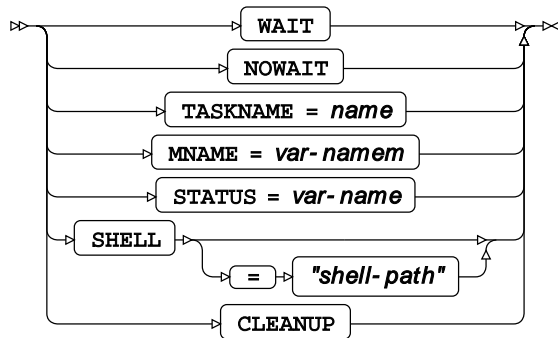 WAIT
NOWAIT
TASKNAME = name
MNAME = var-namem
STATUS = var-name
SHELL
= "shell-path"
CLEANUP